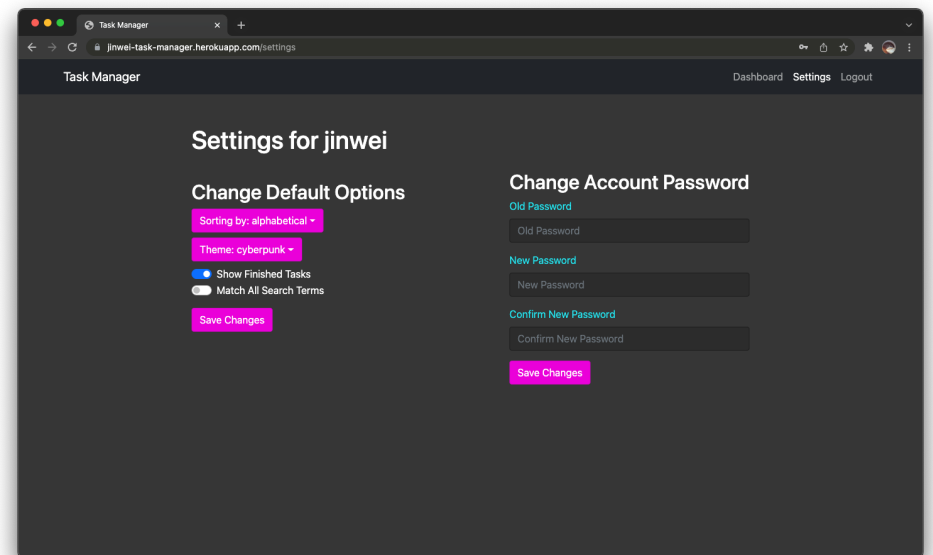 Task Manager
jinwei-task-manager.herokuapp.com/settings
Task Manager
Dashboard Settings Logout
Settings for jinwei
Change Default Options
Sorting by: alphabetical
Theme: cyberpunk
Show Finished Tasks
Match All Search Terms
Save Changes
Change Account Password
Old Password
Old Password
New Password
New Password
Confirm New Password
Confirm New Password
Save Changes